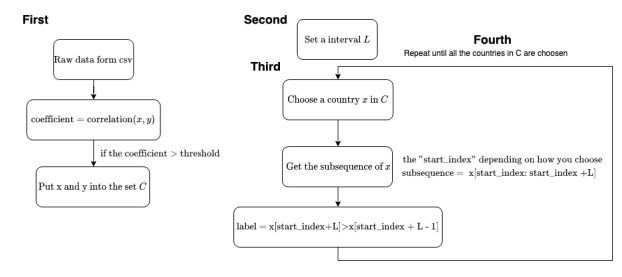 First
Raw data form csv
coefficient = correlation(x, y)
if the coefficient > threshold
Put x and y into the set C
Second
Set a interval L
Third
Fourth
Repeat until all the countries in C are choosen
Choose a country x in C
Get the subsequence of x
the "start_index" depending on how you choose
subsequence = x[start_index: start_index +L]
label = x[start_index+L]>x[start_index + L - 1]